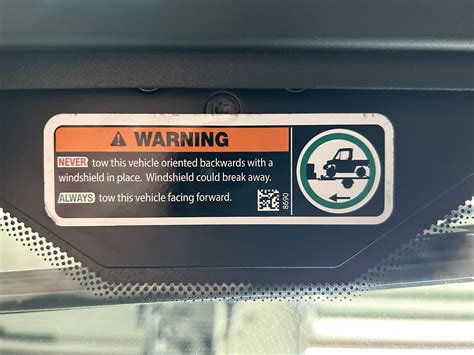 WARNING
NEVER tow this vehicle oriented backwards with a
windshield in place. Windshield could break away.
ALWAYS tow this vehicle facing forward.
8690